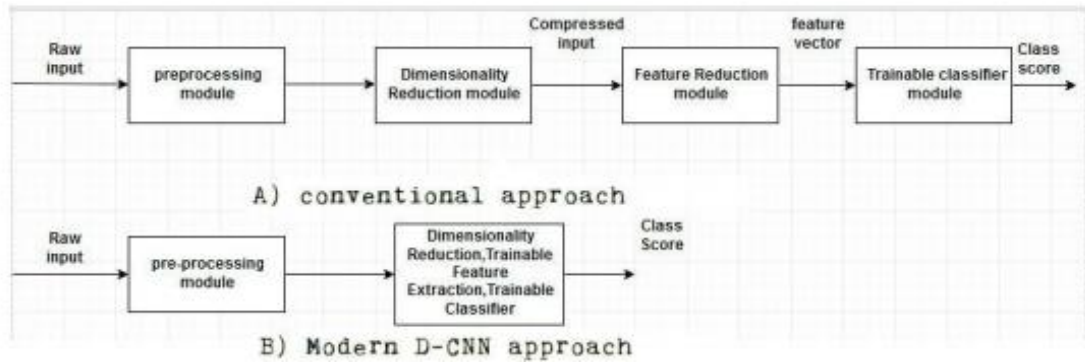 Raw
input
preprocessing
module
Dimensionality
Reduction module
Compressed
input
Feature Reduction
module
feature
vector
Trainable classifier
module
Class
score
A) conventional approach
Raw
input
pre-processing
module
Dimensionality
Reduction,Trainable
Feature
Extraction,Trainable
Classifier
Class
Score
B) Modern D-CNN approach